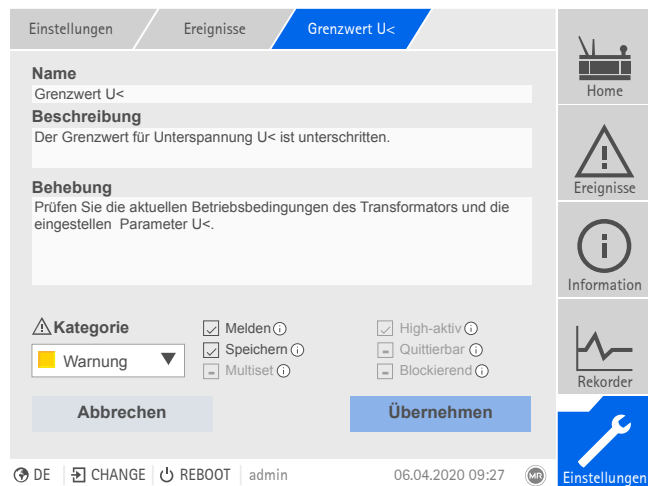 Einstellungen Ereignisse Grenzwert U<
Name
Grenzwert U<
Beschreibung
Der Grenzwert für Unterspannung U< ist unterschritten.
Behebung
Prüfen Sie die aktuellen Betriebsbedingungen des Transformators und die
eingestellen Parameter U<.
Kategorie
Warnung
Melden
Speichern
Multiset
High-aktiv
Quittierbar
Blockierend
Abbrechen Übernehmen
DE CHANGE REBOOT admin 06.04.2020 09:27 MR
Home
Ereignisse
Information
Rekorder
Einstellungen